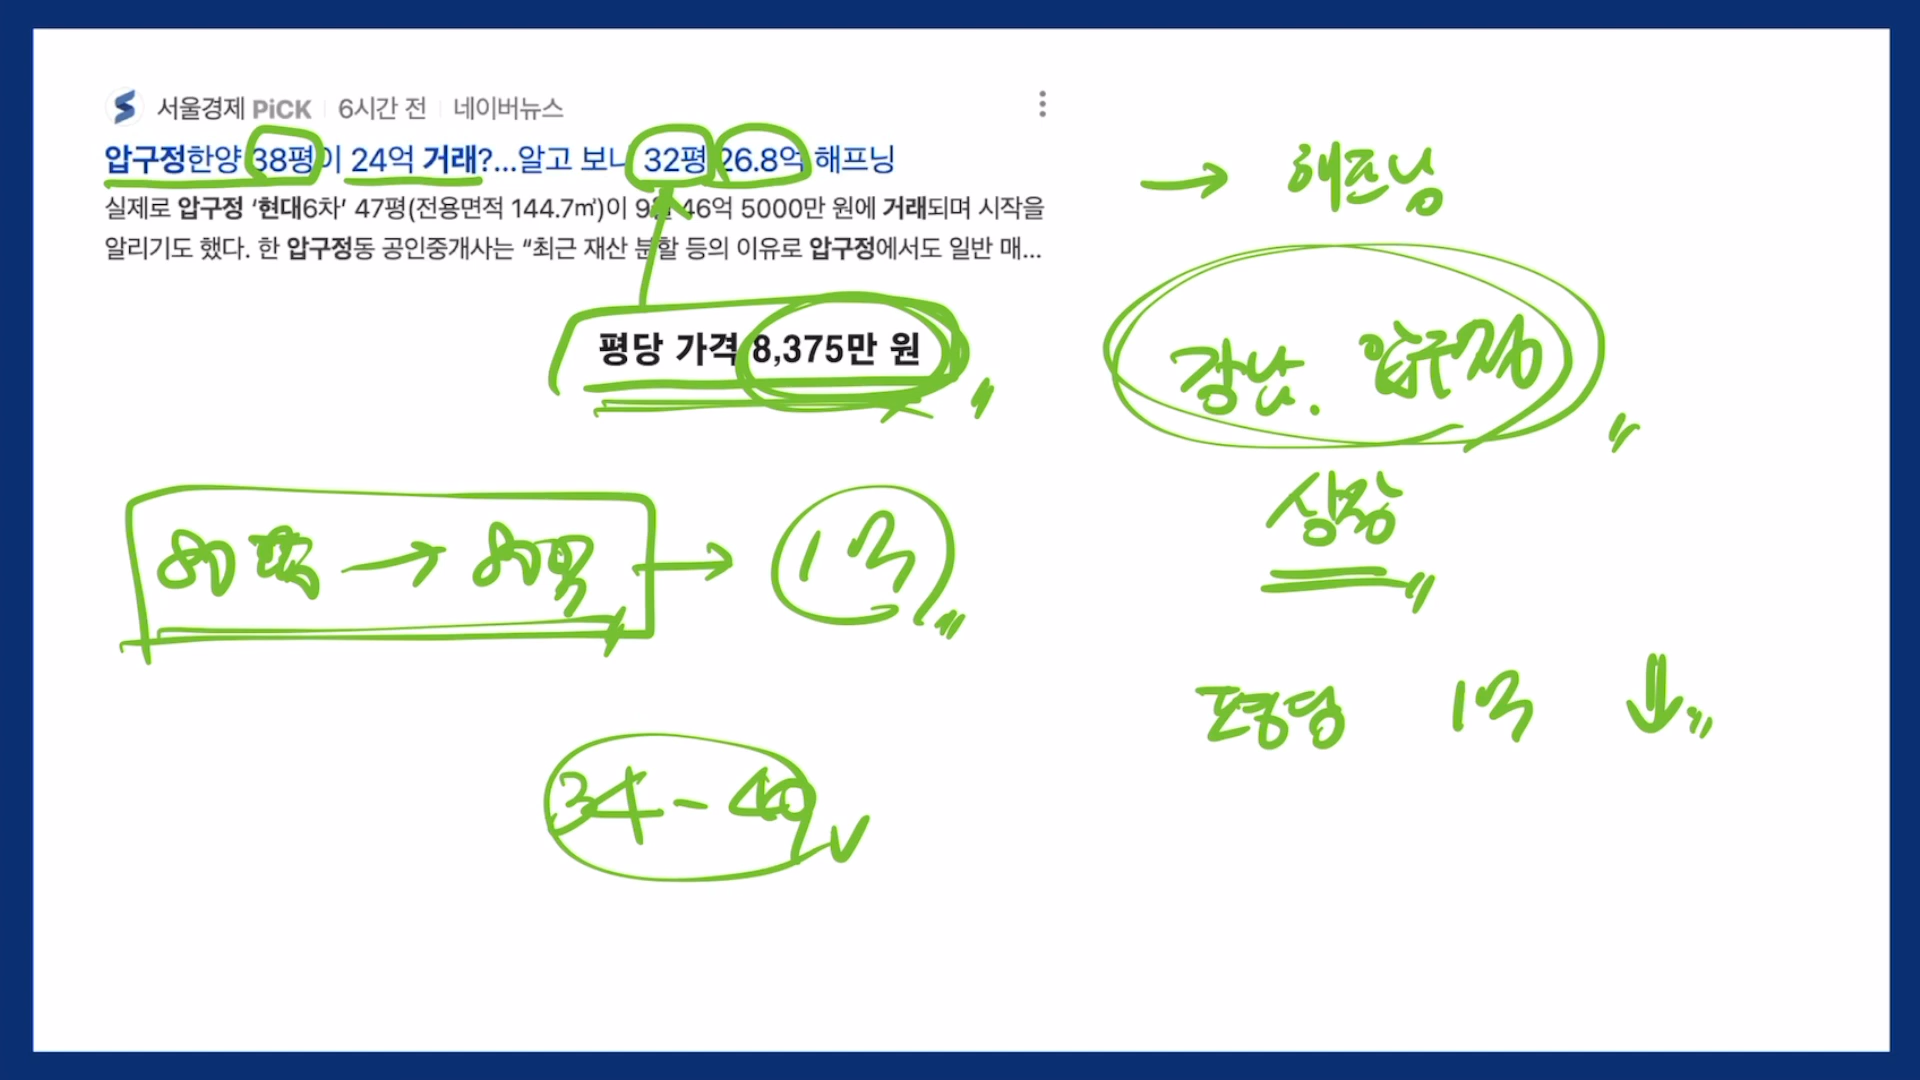 서울경제 PiCK 6시간 전 네이버뉴스
압구정한양 38평이 24억 거래?...알고 보니 32평 26.8억 해프닝
실제로 압구정 ‘현대6차’ 47평(전용면적 144.7㎡)이 9월 46억 5000만 원에 거래되며 시작을
알리기도 했다. 한 압구정동 공인중개사는 “최근 재산 분할 등의 이유로 압구정에서도 일반 매...
평당 가격 8,375만 원
→ 해프닝
강남. 압구정
상징
→ → 1억
평당 1억 ↓
34-40